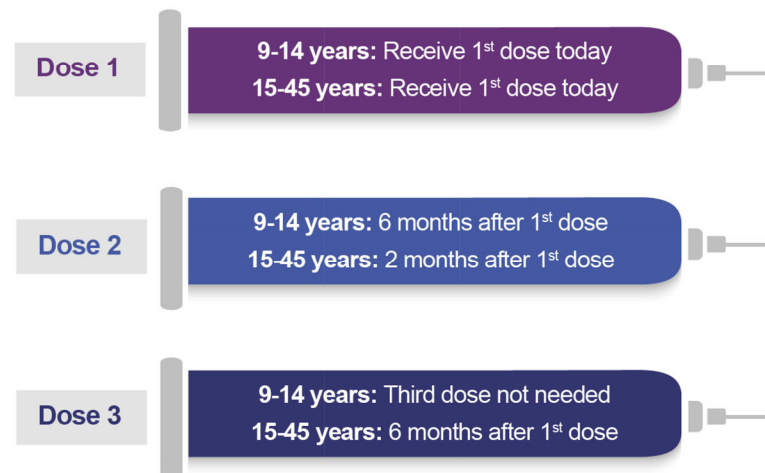 Dose 1
9-14 years: Receive 1st dose today
15-45 years: Receive 1st dose today
Dose 2
9-14 years: 6 months after 1st dose
15-45 years: 2 months after 1st dose
Dose 3
9-14 years: Third dose not needed
15-45 years: 6 months after 1st dose